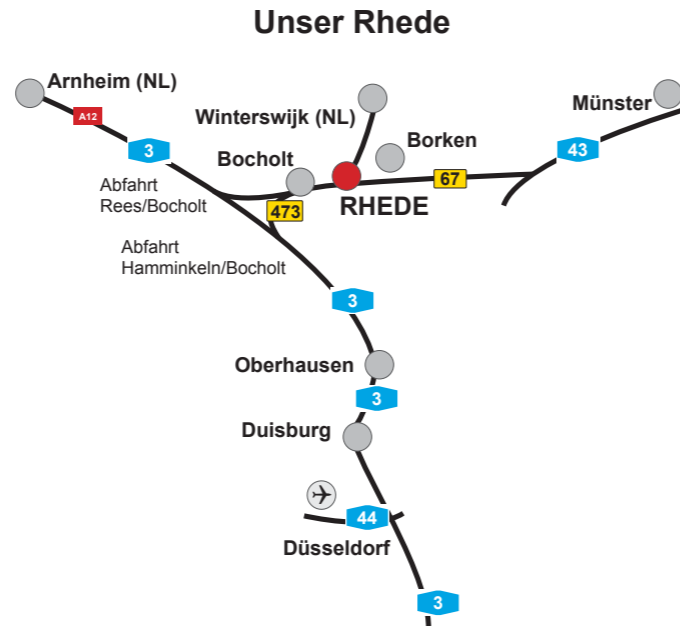 Unser Rhede
Arnheim (NL)
Münster
A12
Winterswijk (NL)
Borken
3
43
Bocholt
Abfahrt
Rees/Bocholt
67
RHEDE
473
Abfahrt
Hamminkeln/Bocholt
3
Oberhausen
3
Duisburg
44
Düsseldorf
3